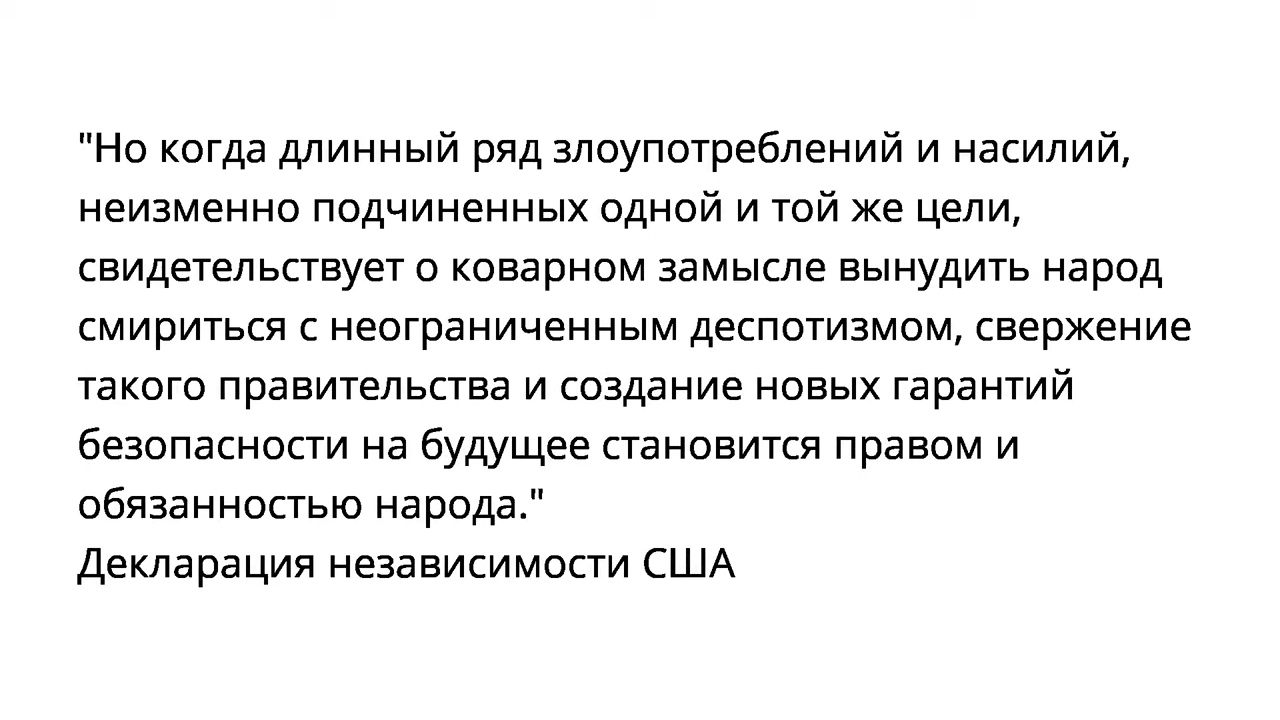 "Но когда длинный ряд злоупотреблений и насилий,
неизменно подчиненных одной и той же цели,
свидетельствует о коварном замысле вынудить народ
смириться с неограниченным деспотизмом, свержение
такого правительства и создание новых гарантий
безопасности на будущее становится правом и
обязанностью народа."
Декларация независимости США